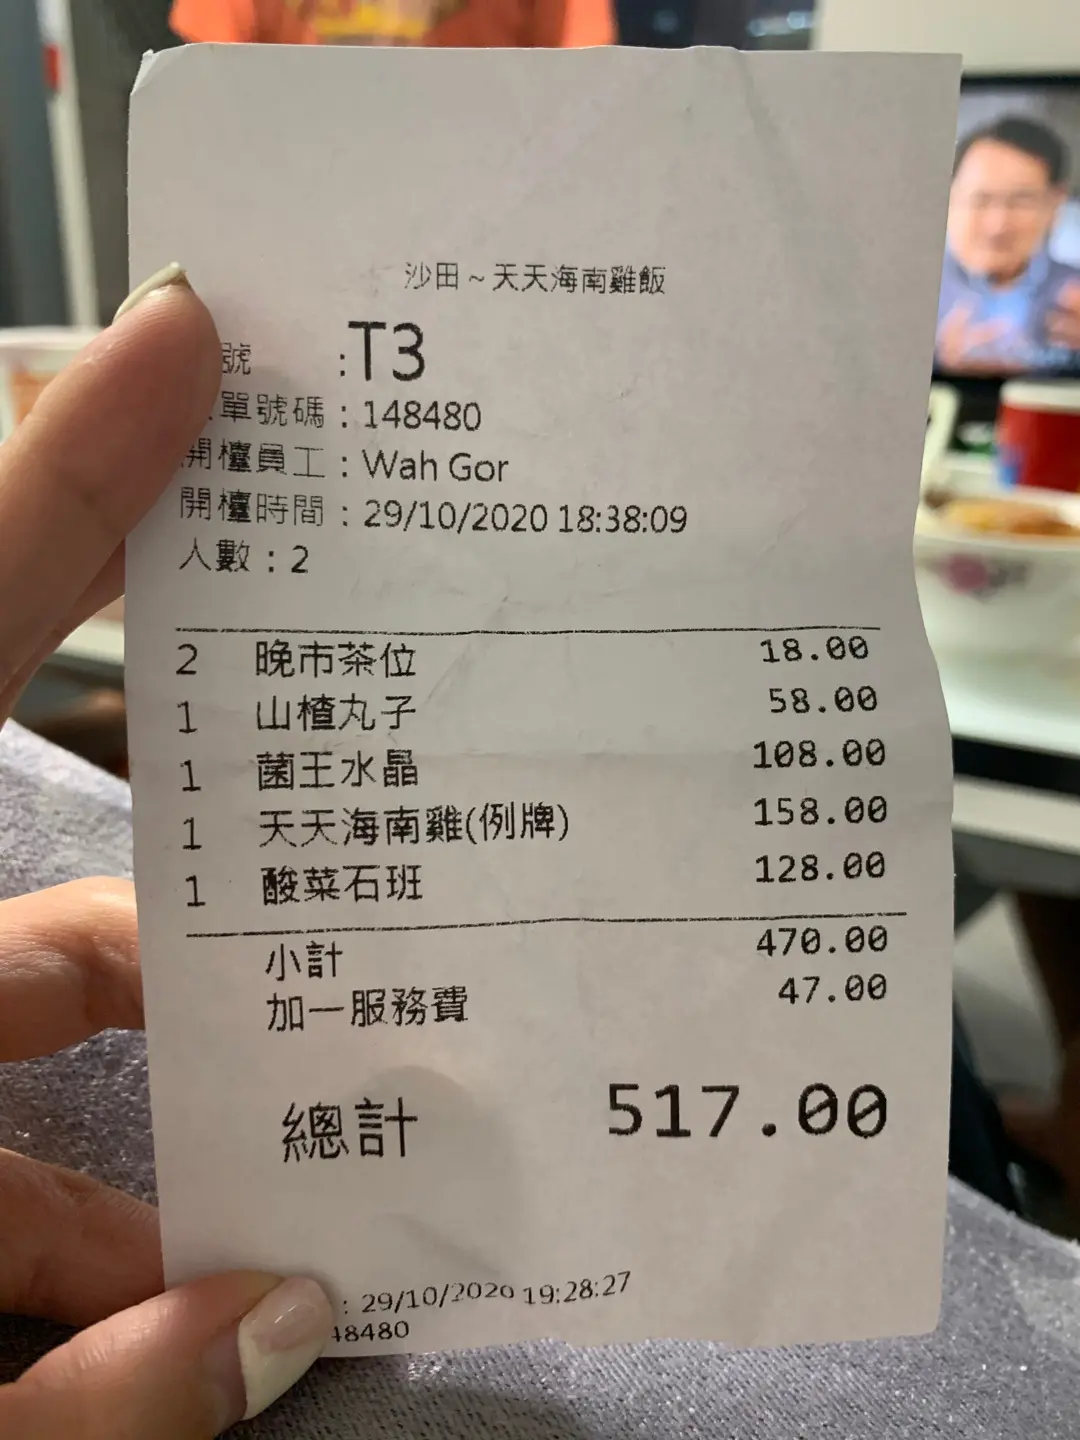 沙田～天天海南雞飯
號 :T3
單號碼 : 148480
開檯員工 : Wah Gor
開檯時間 : 29/10/2020 18:38:09
人數 : 2
2 晚市茶位 18.00
1 山楂丸子 58.00
1 菌王水晶 108.00
1 天天海南雞(例牌) 158.00
1 酸菜石班 128.00
小計 470.00
加一服務費 47.00
總計 517.00
: 29/10/2020 19:28:27
48480